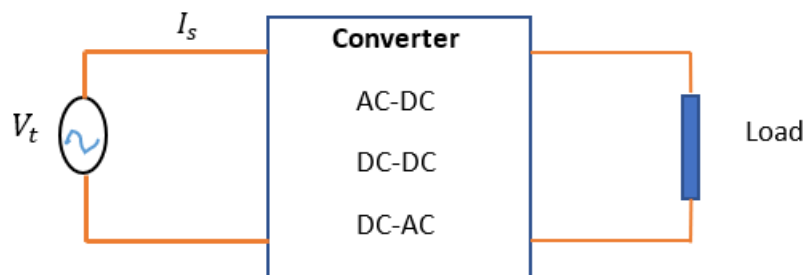 I_s
Converter
AC-DC
V_t
DC-DC
Load
DC-AC